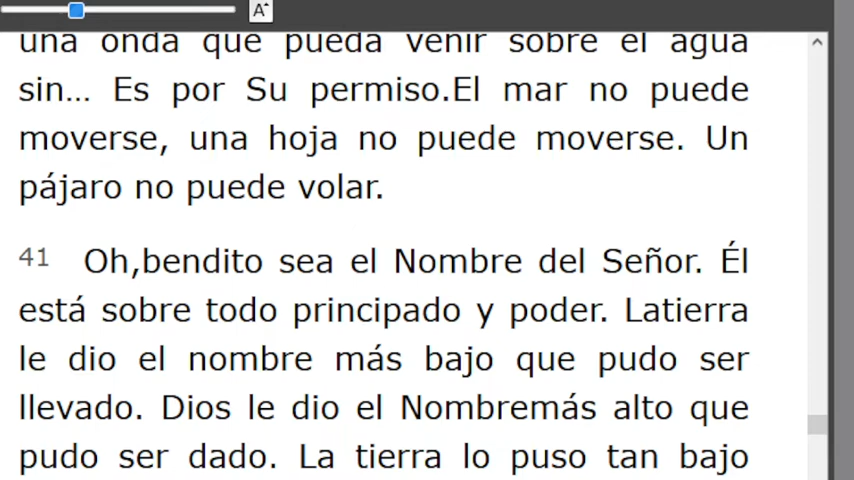 A
una onda que pueda venir sobre el agua
sin... Es por Su permiso.El mar no puede
moverse, una hoja no puede moverse. Un
pájaro no puede volar.
41 Oh,bendito sea el Nombre del Señor. Él
está sobre todo principado y poder. Latierra
le dio el nombre más bajo que pudo ser
llevado. Dios le dio el Nombremás alto que
pudo ser dado. La tierra lo puso tan bajo